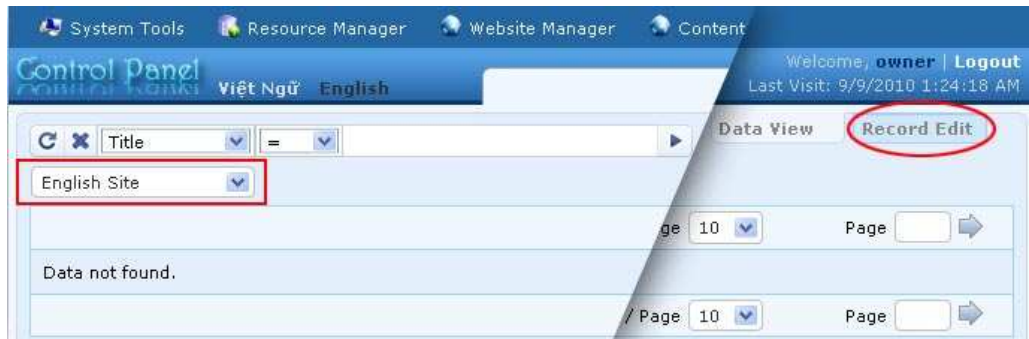 System Tools Resource Manager Website Manager Content
Welcome, owner | Logout
Control Panel Việt Ngữ English
Last Visit: 9/9/2010 1:24:18 AM
Title = Data View Record Edit
English Site
ge 10 Page
Data not found.
/ Page 10 Page